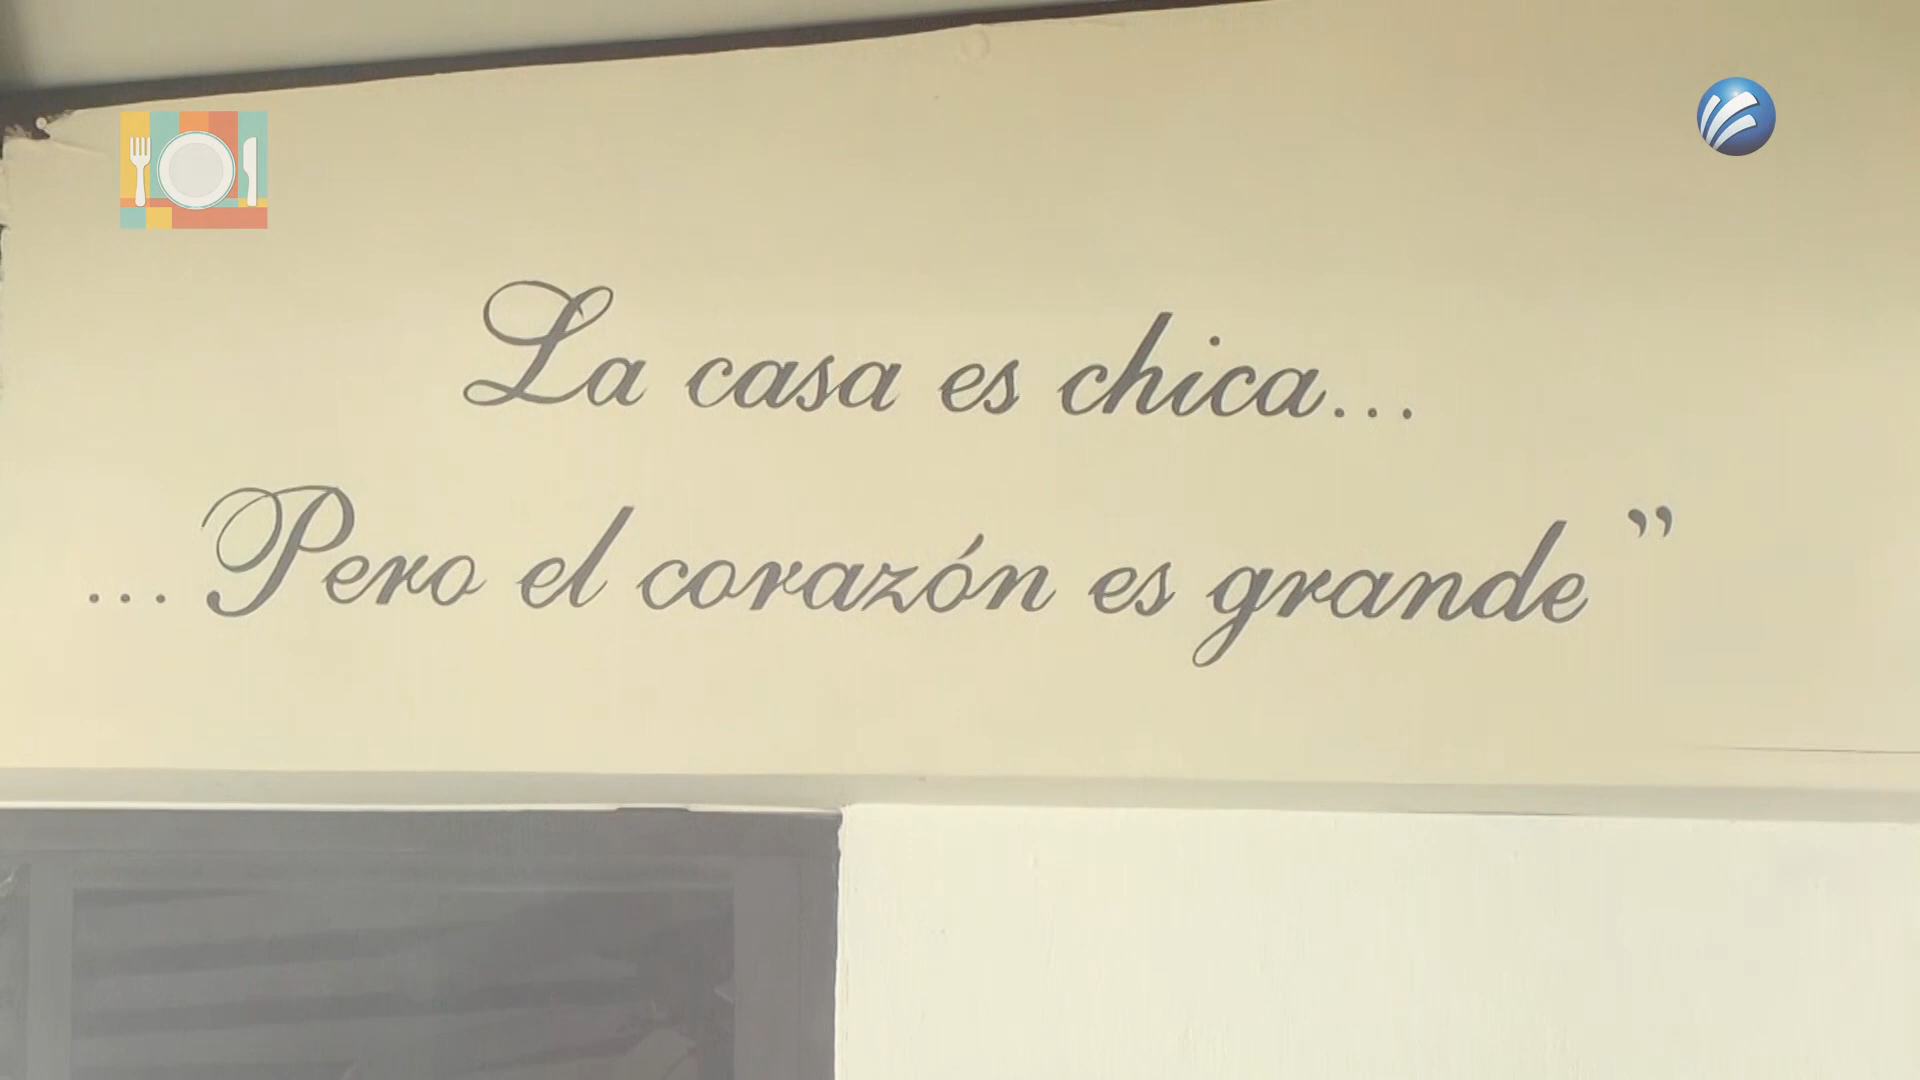 La casa es chica...
...Pero el corazón es grande”